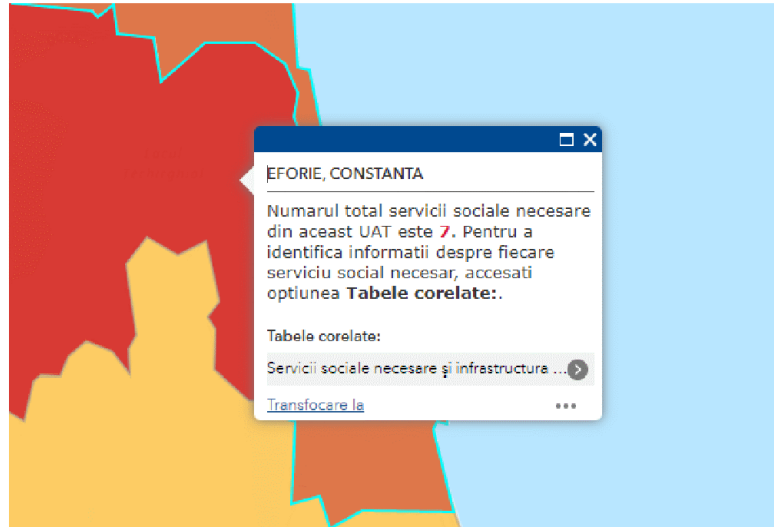 EFORIE, CONSTANTA
Numarul total servicii sociale necesare
din aceast UAT este 7. Pentru a
identifica informatii despre fiecare
serviciu social necesar, accesati
optiunea Tabele corelate:.
Tabele corelate:
Servicii sociale necesare și infrastructura ...
Transfocare la